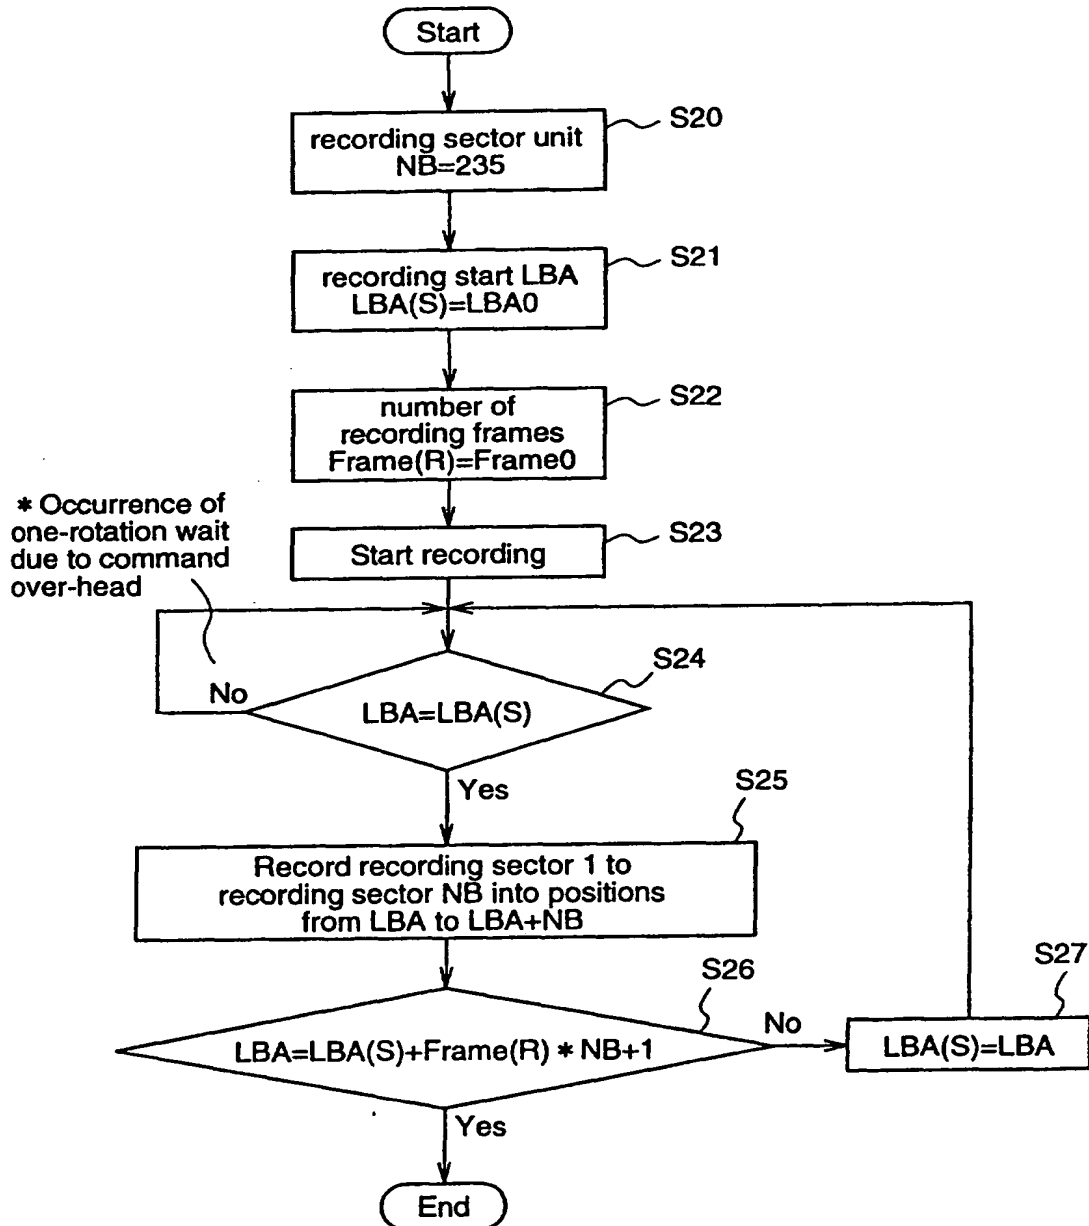 Start
S20
recording sector unit
NB=235
S21
recording start LBA
LBA(S)=LBA0
S22
number of
recording frames
Frame(R)=Frame0
* Occurrence of
one-rotation wait
due to command
over-head
S23
Start recording
S24
No
LBA=LBA(S)
Yes
S25
Record recording sector 1 to
recording sector NB into positions
from LBA to LBA+NB
S26
LBA=LBA(S)+Frame(R) * NB+1
No
S27
LBA(S)=LBA
Yes
End